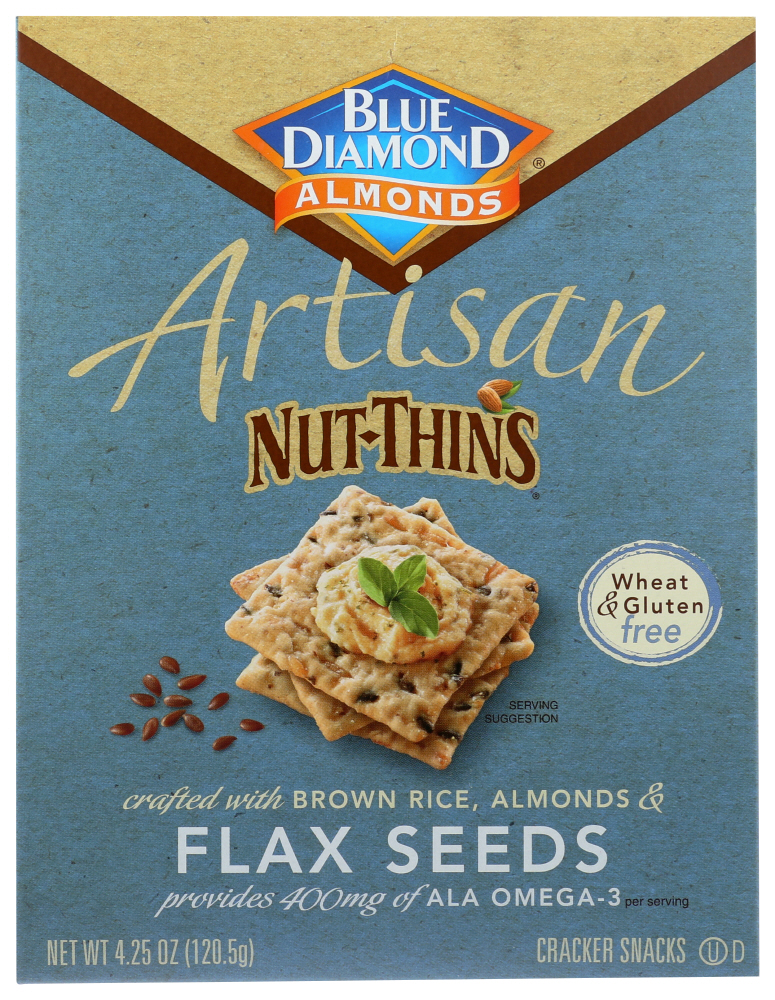 BLUE
DIAMOND
®
ALMONDS
Artisan
NUT-THINS
®
Wheat
& Gluten
free
SERVING
SUGGESTION
crafted with BROWN RICE, ALMONDS &
FLAX SEEDS
provides 400mg of ALA OMEGA-3 per serving
NET WT 4.25 OZ (120.5g)
CRACKER SNACKS Ⓤ D